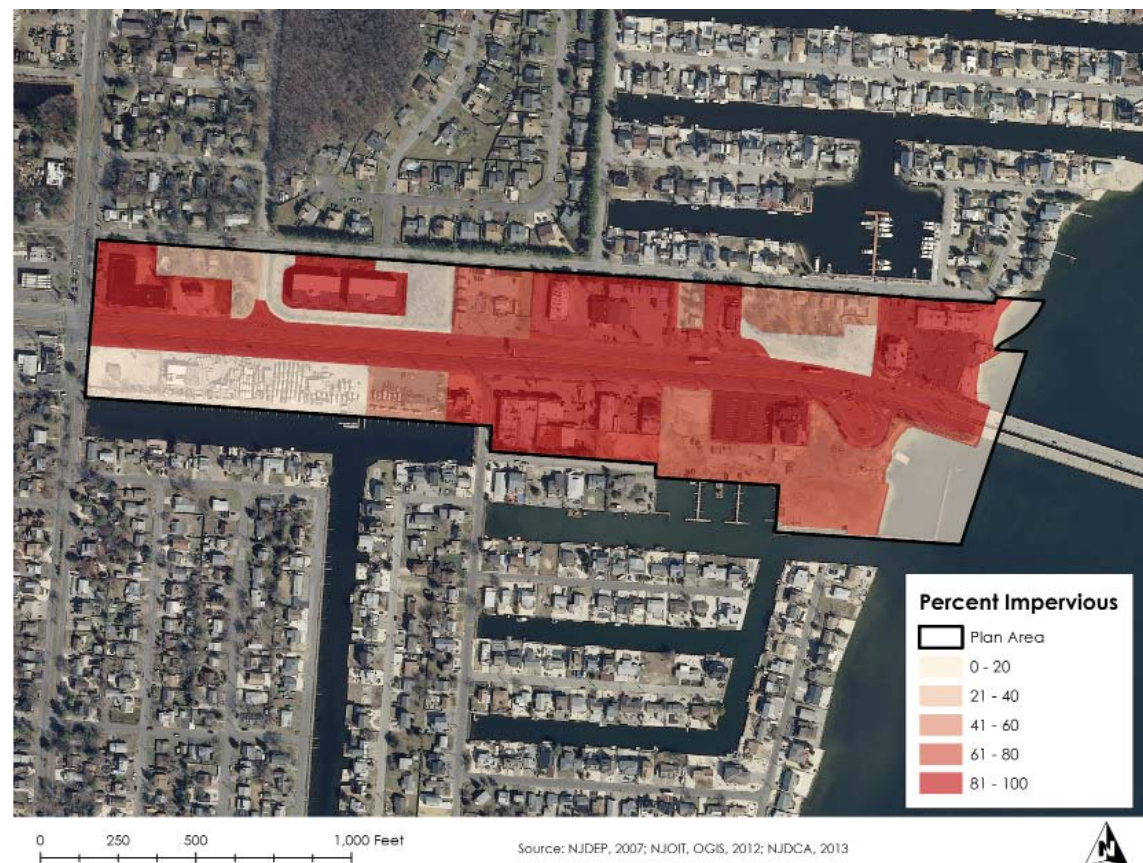 Percent Impervious
Plan Area
0 - 20
21 - 40
41 - 60
61 - 80
81 - 100
0 250 500 1,000 Feet
Source: NJDEP, 2007; NJOIT, OGIS, 2012; NJDCA, 2013
N